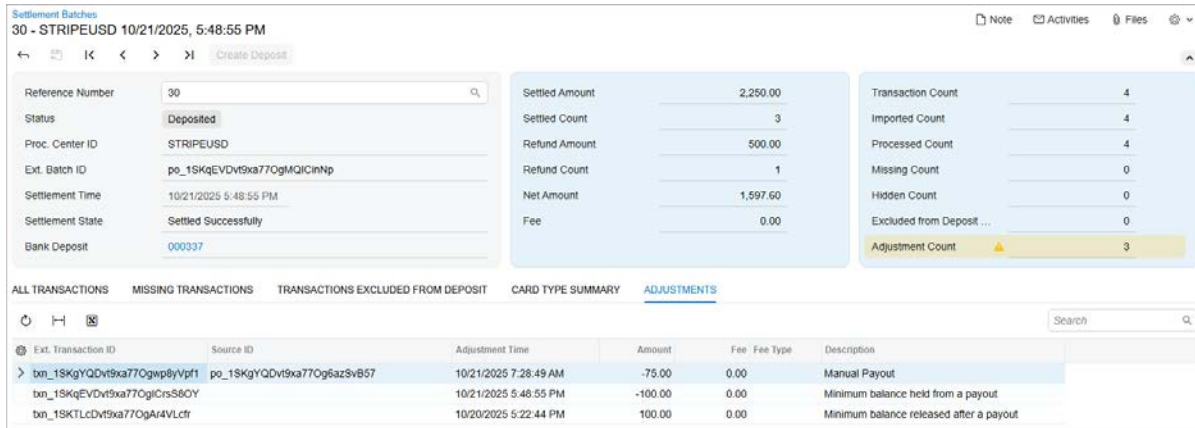 Settlement Batches
30 - STRIPEUSD 10/21/2025, 5:48:55 PM
Note Activities Files
Create Deposit
Reference Number 30 Settled Amount 2,250.00 Transaction Count 4
Status Deposited Settled Count 3 Imported Count 4
Proc. Center ID STRIPEUSD Refund Amount 500.00 Processed Count 4
Ext. Batch ID po_1SKqEVDvt9xa77OgMQICinNp Refund Count 1 Missing Count 0
Settlement Time 10/21/2025 5:48:55 PM Net Amount 1,597.60 Hidden Count 0
Settlement State Settled Successfully Fee 0.00 Excluded from Deposit ... 0
Bank Deposit 000337 Adjustment Count 3
ALL TRANSACTIONS MISSING TRANSACTIONS TRANSACTIONS EXCLUDED FROM DEPOSIT CARD TYPE SUMMARY ADJUSTMENTS
Search
Ext. Transaction ID Source ID Adjustment Time Amount Fee Fee Type Description
txn_1SKgYQDvt9xa77Ogwp8yVpf1 po_1SKgYQDvt9xa77Og6azSvB57 10/21/2025 7:28:49 AM -75.00 0.00 Manual Payout
txn_1SKqEVDvt9xa77OgICrsS8OY 10/21/2025 5:48:55 PM -100.00 0.00 Minimum balance held from a payout
txn_1SKTLcDvt9xa77OgAr4VLcfr 10/20/2025 5:22:44 PM 100.00 0.00 Minimum balance released after a payout